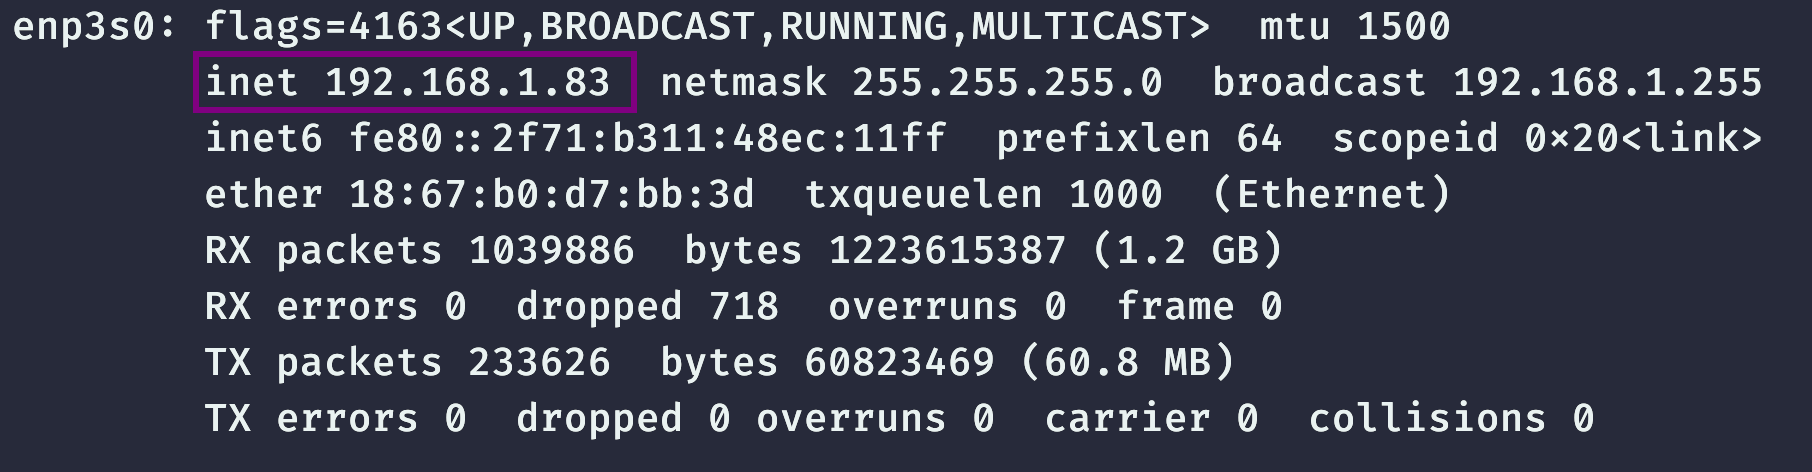 enp3s0: flags=4163<UP,BROADCAST,RUNNING,MULTICAST>  mtu 1500
inet 192.168.1.83  netmask 255.255.255.0  broadcast 192.168.1.255
inet6 fe80::2f71:b311:48ec:11ff  prefixlen 64  scopeid 0x20<link>
ether 18:67:b0:d7:bb:3d  txqueuelen 1000  (Ethernet)
RX packets 1039886  bytes 1223615387 (1.2 GB)
RX errors 0  dropped 718  overruns 0  frame 0
TX packets 233626  bytes 60823469 (60.8 MB)
TX errors 0  dropped 0 overruns 0  carrier 0  collisions 0